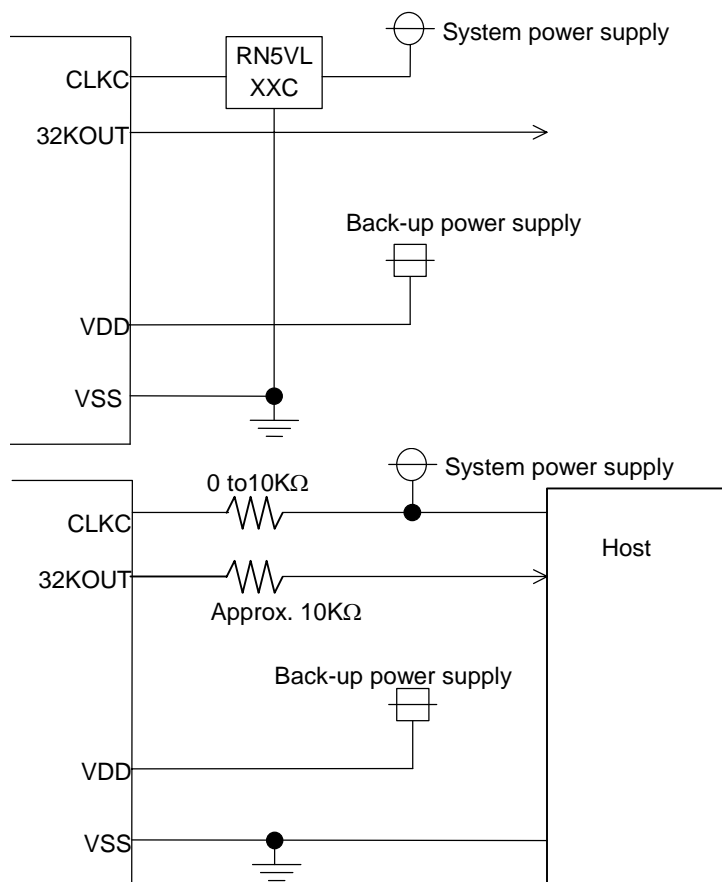 System power supply
RN5VL
XXC
CLKC
32KOUT
Back-up power supply
VDD
VSS
System power supply
0 to10KΩ
CLKC
Host
32KOUT
Approx. 10KΩ
Back-up power supply
VDD
VSS